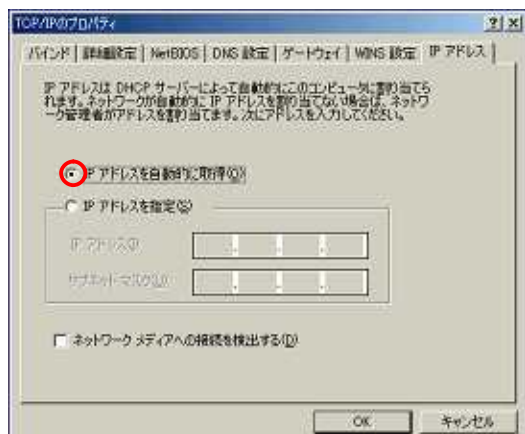 TCP/IPのプロパティ
バインド 詳細設定 NetBIOS DNS 設定 ゲートウェイ WINS 設定 IP アドレス
IP アドレスは DHCP サーバーによって自動的にこのコンピュータに割り当てら
れます。ネットワークが自動的に IP アドレスを割り当てない場合は、ネットワ
ーク管理者がアドレスを割り当てます。次にアドレスを入力してください。
IP アドレスを自動的に取得(O)
IP アドレスを指定(S)
IP アドレス(I):
サブネット マスク(U):
ネットワーク メディアへの接続を検出する(D)
OK キャンセル